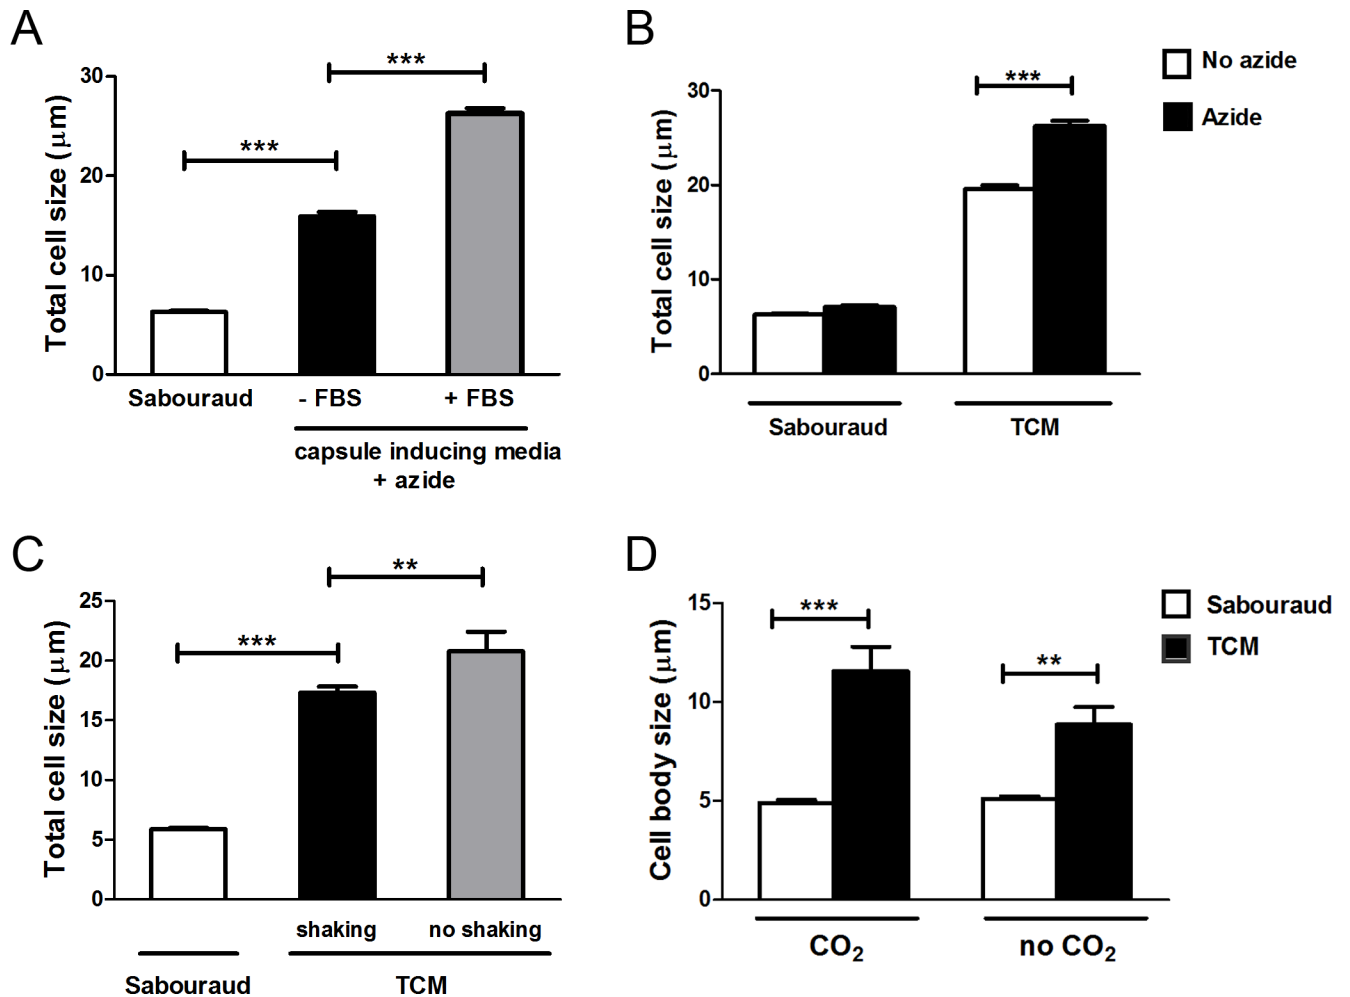 A
Total cell size (μm)
30
20
10
0
***
***
Sabouraud
- FBS
+ FBS
capsule inducing media
+ azide
B
Total cell size (μm)
30
20
10
0
***
No azide
Azide
Sabouraud
TCM
C
Total cell size (μm)
25
20
15
10
5
0
***
**
shaking
no shaking
Sabouraud
TCM
D
Cell body size (μm)
15
10
5
0
***
**
Sabouraud
TCM
CO₂
no CO₂